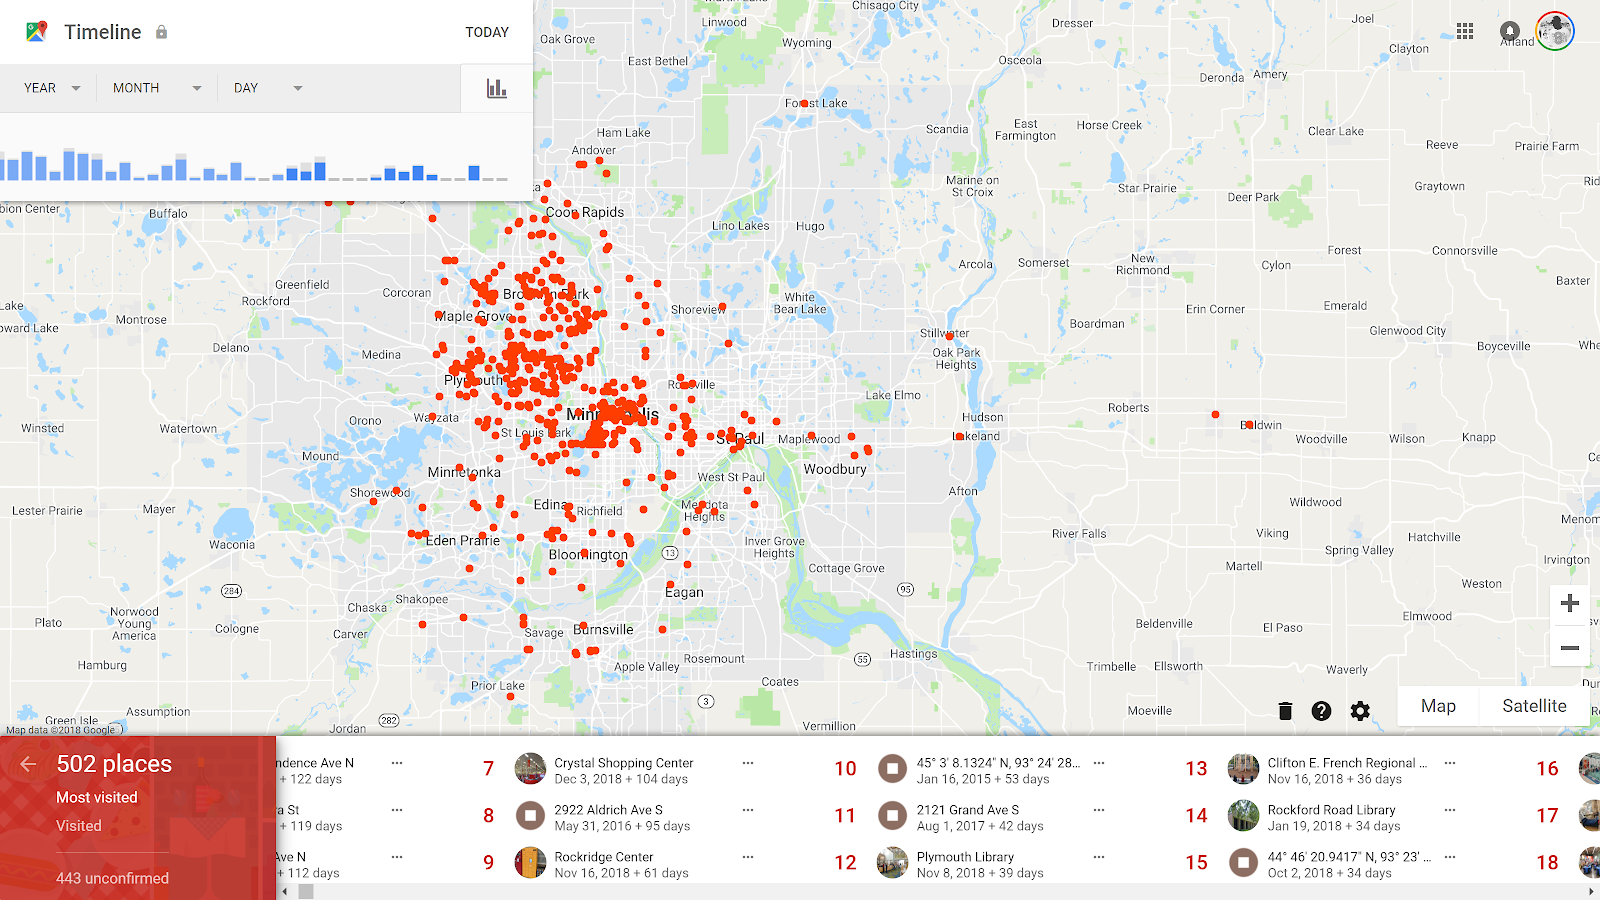 Timeline
TODAY
YEAR
MONTH
DAY
Chisago City
Linwood
Dresser
Joel
Oak Grove
Wyoming
Clayton
East Bethel
Osceola
Deronda
Amery
Forest Lake
Ham Lake
Scandia
East
Farmington
Horse Creek
Clear Lake
Andover
Reeve
Prairie Farm
Marine on
St Croix
Star Prairie
Graytown
Deer Park
Buffalo
Coon Rapids
Lino Lakes
Hugo
Forest
Connorsville
Arcola
Somerset
New
Richmond
Cylon
Baxter
Greenfield
Corcoran
Rockford
Brooklyn Park
White
Bear Lake
Shoreview
Erin Corner
Emerald
Montrose
Maple Grove
Boardman
Glenwood City
Stillwater
Delano
Medina
Oak Park
Heights
Boyceville
Plymouth
Roseville
Lake Elmo
Roberts
Orono
Wayzata
Minneapolis
Hudson
Baldwin
Winsted
Watertown
St Louis Park
St Paul
Maplewood
Lakeland
Woodville
Wilson
Knapp
Mound
Minnetonka
Woodbury
West St Paul
Shorewood
Afton
Wildwood
Lester Prairie
Mayer
Edina
Richfield
Mendota
Heights
Waconia
Eden Prairie
Bloomington
13
Inver Grove
Heights
River Falls
Viking
Hatchville
Spring Valley
Irving­ton
Cottage Grove
Martell
284
95
Weston
Eagan
Norwood
Young
America
Chaska
Shakopee
Plato
Cologne
Carver
Savage
Burnsville
Beldenville
El Paso
Elmwood
Hastings
55
Hamburg
Apple Valley
Rosemount
Trimbelle
Ellsworth
Waverly
Prior Lake
Coates
3
Green Isle
Assumption
282
Jordan
Vermillion
Moeville
Map
Satellite
Map data ©2018 Google
502 places
Most visited
Visited
443 unconfirmed
ndence Ave N
+ 122 days
a St
+ 119 days
Ave N
+ 112 days
7
Crystal Shopping Center
Dec 3, 2018 + 104 days
8
2922 Aldrich Ave S
May 31, 2016 + 95 days
9
Rockridge Center
Nov 16, 2018 + 61 days
10
45° 3' 8.1324" N, 93° 24' 28...
Jan 16, 2015 + 53 days
11
2121 Grand Ave S
Aug 1, 2017 + 42 days
12
Plymouth Library
Nov 8, 2018 + 39 days
13
Clifton E. French Regional ...
Nov 16, 2018 + 36 days
14
Rockford Road Library
Jan 19, 2018 + 34 days
15
44° 46' 20.9417" N, 93° 23' ...
Oct 2, 2018 + 34 days
16
17
18